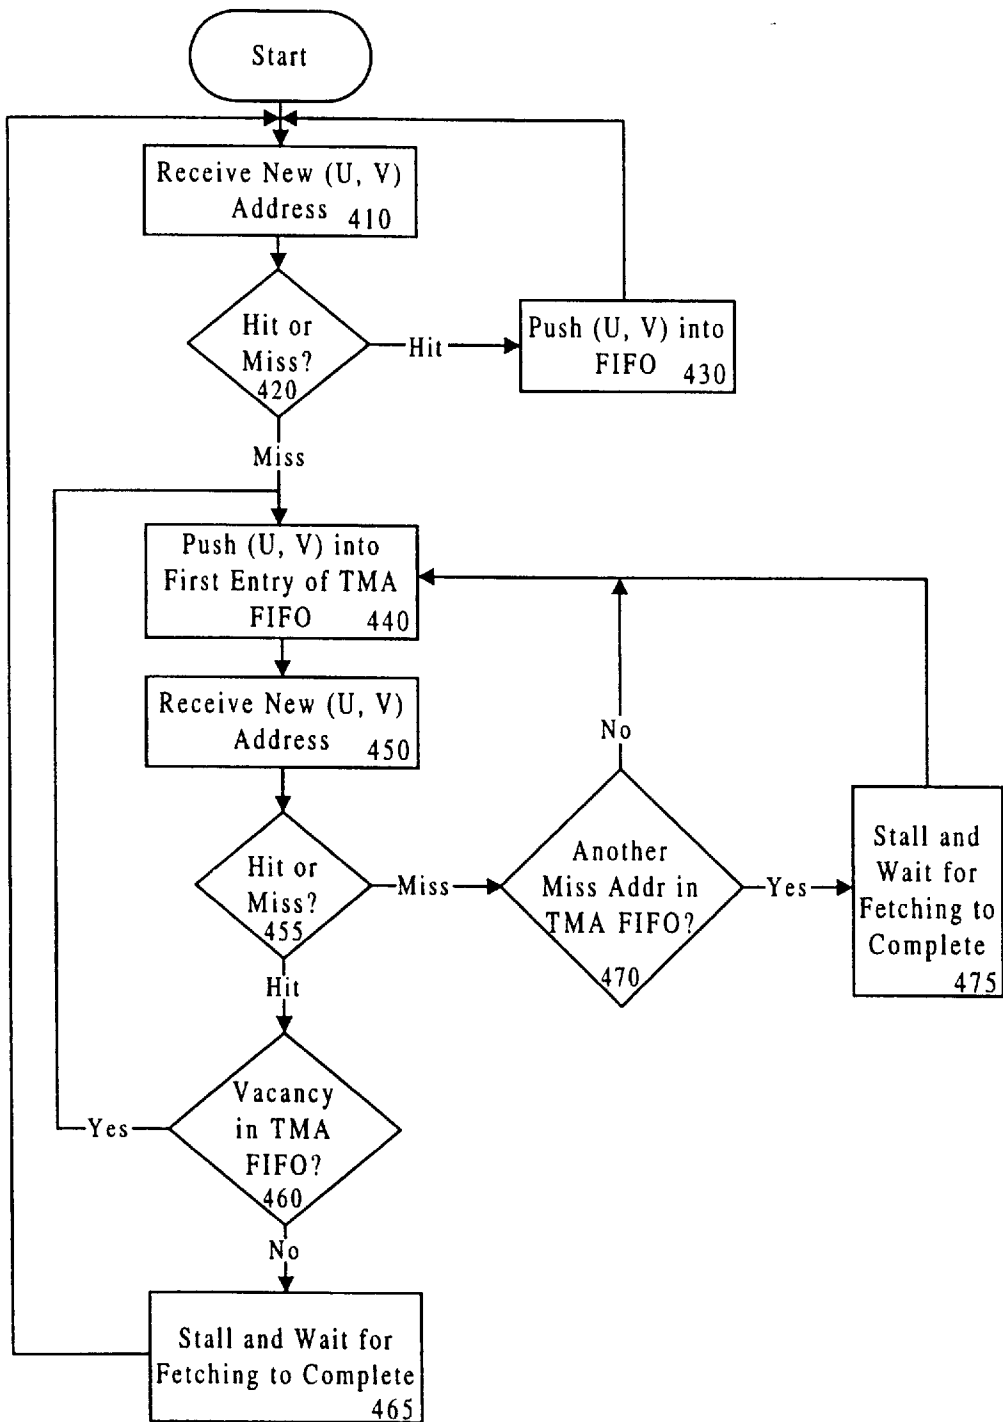 Start
Receive New (U, V)
Address 410
Hit or
Miss?
420
Hit
Push (U, V) into
FIFO 430
Miss
Push (U, V) into
First Entry of TMA
FIFO 440
Receive New (U, V)
Address 450
No
Hit or
Miss?
455
Miss
Another
Miss Addr in
TMA FIFO?
470
Yes
Stall and
Wait for
Fetching to
Complete
475
Hit
Vacancy
in TMA
FIFO?
460
Yes
No
Stall and Wait for
Fetching to Complete
465